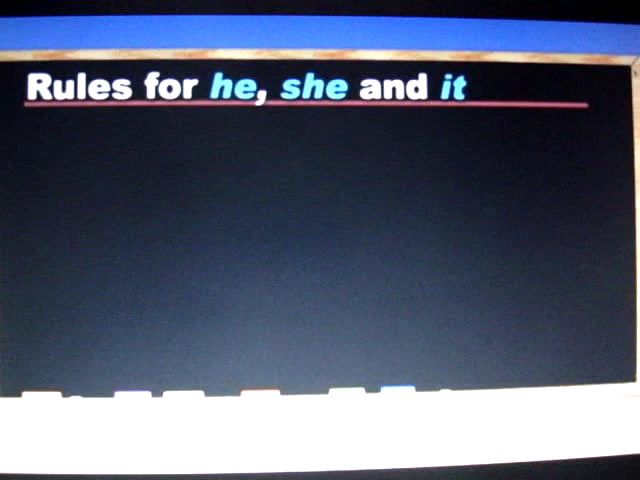 Rules for he, she and it